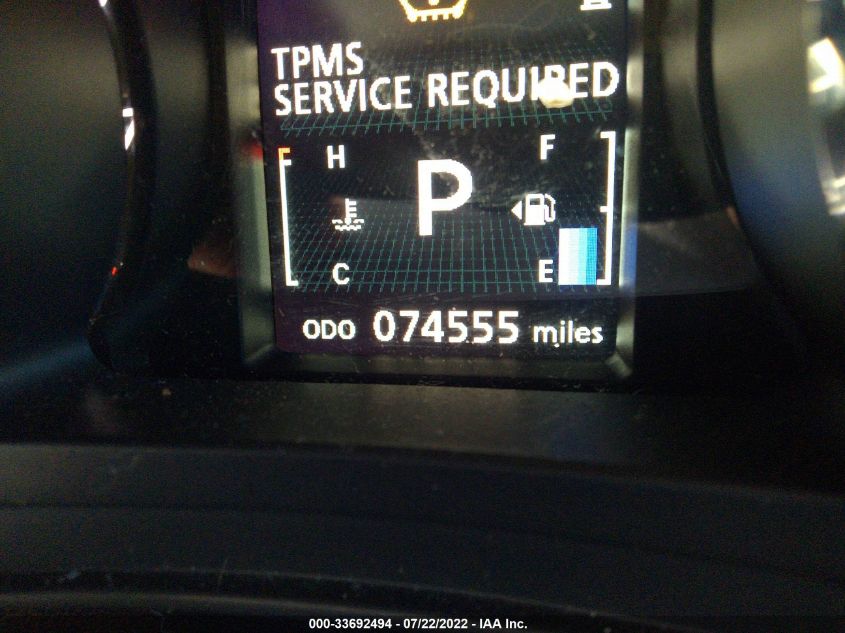 TPMS
SERVICE REQUIRED
H F
P
C E
ODO 074555 miles
000-33692494 - 07/22/2022 - IAA Inc.